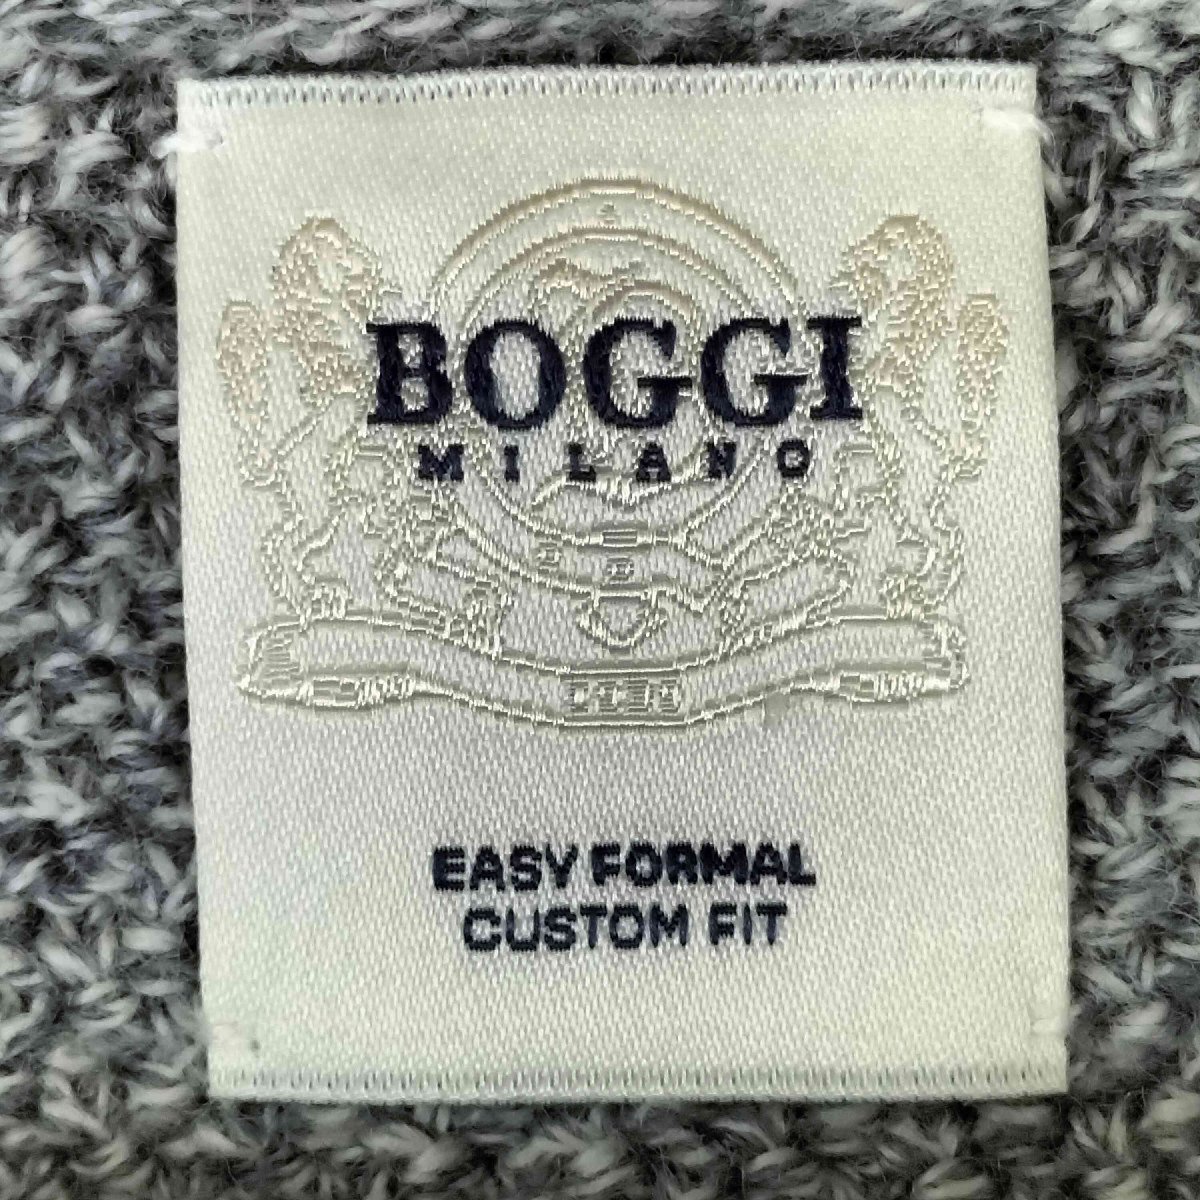 BOGGI
MILANO
EASY FORMAL
CUSTOM FIT